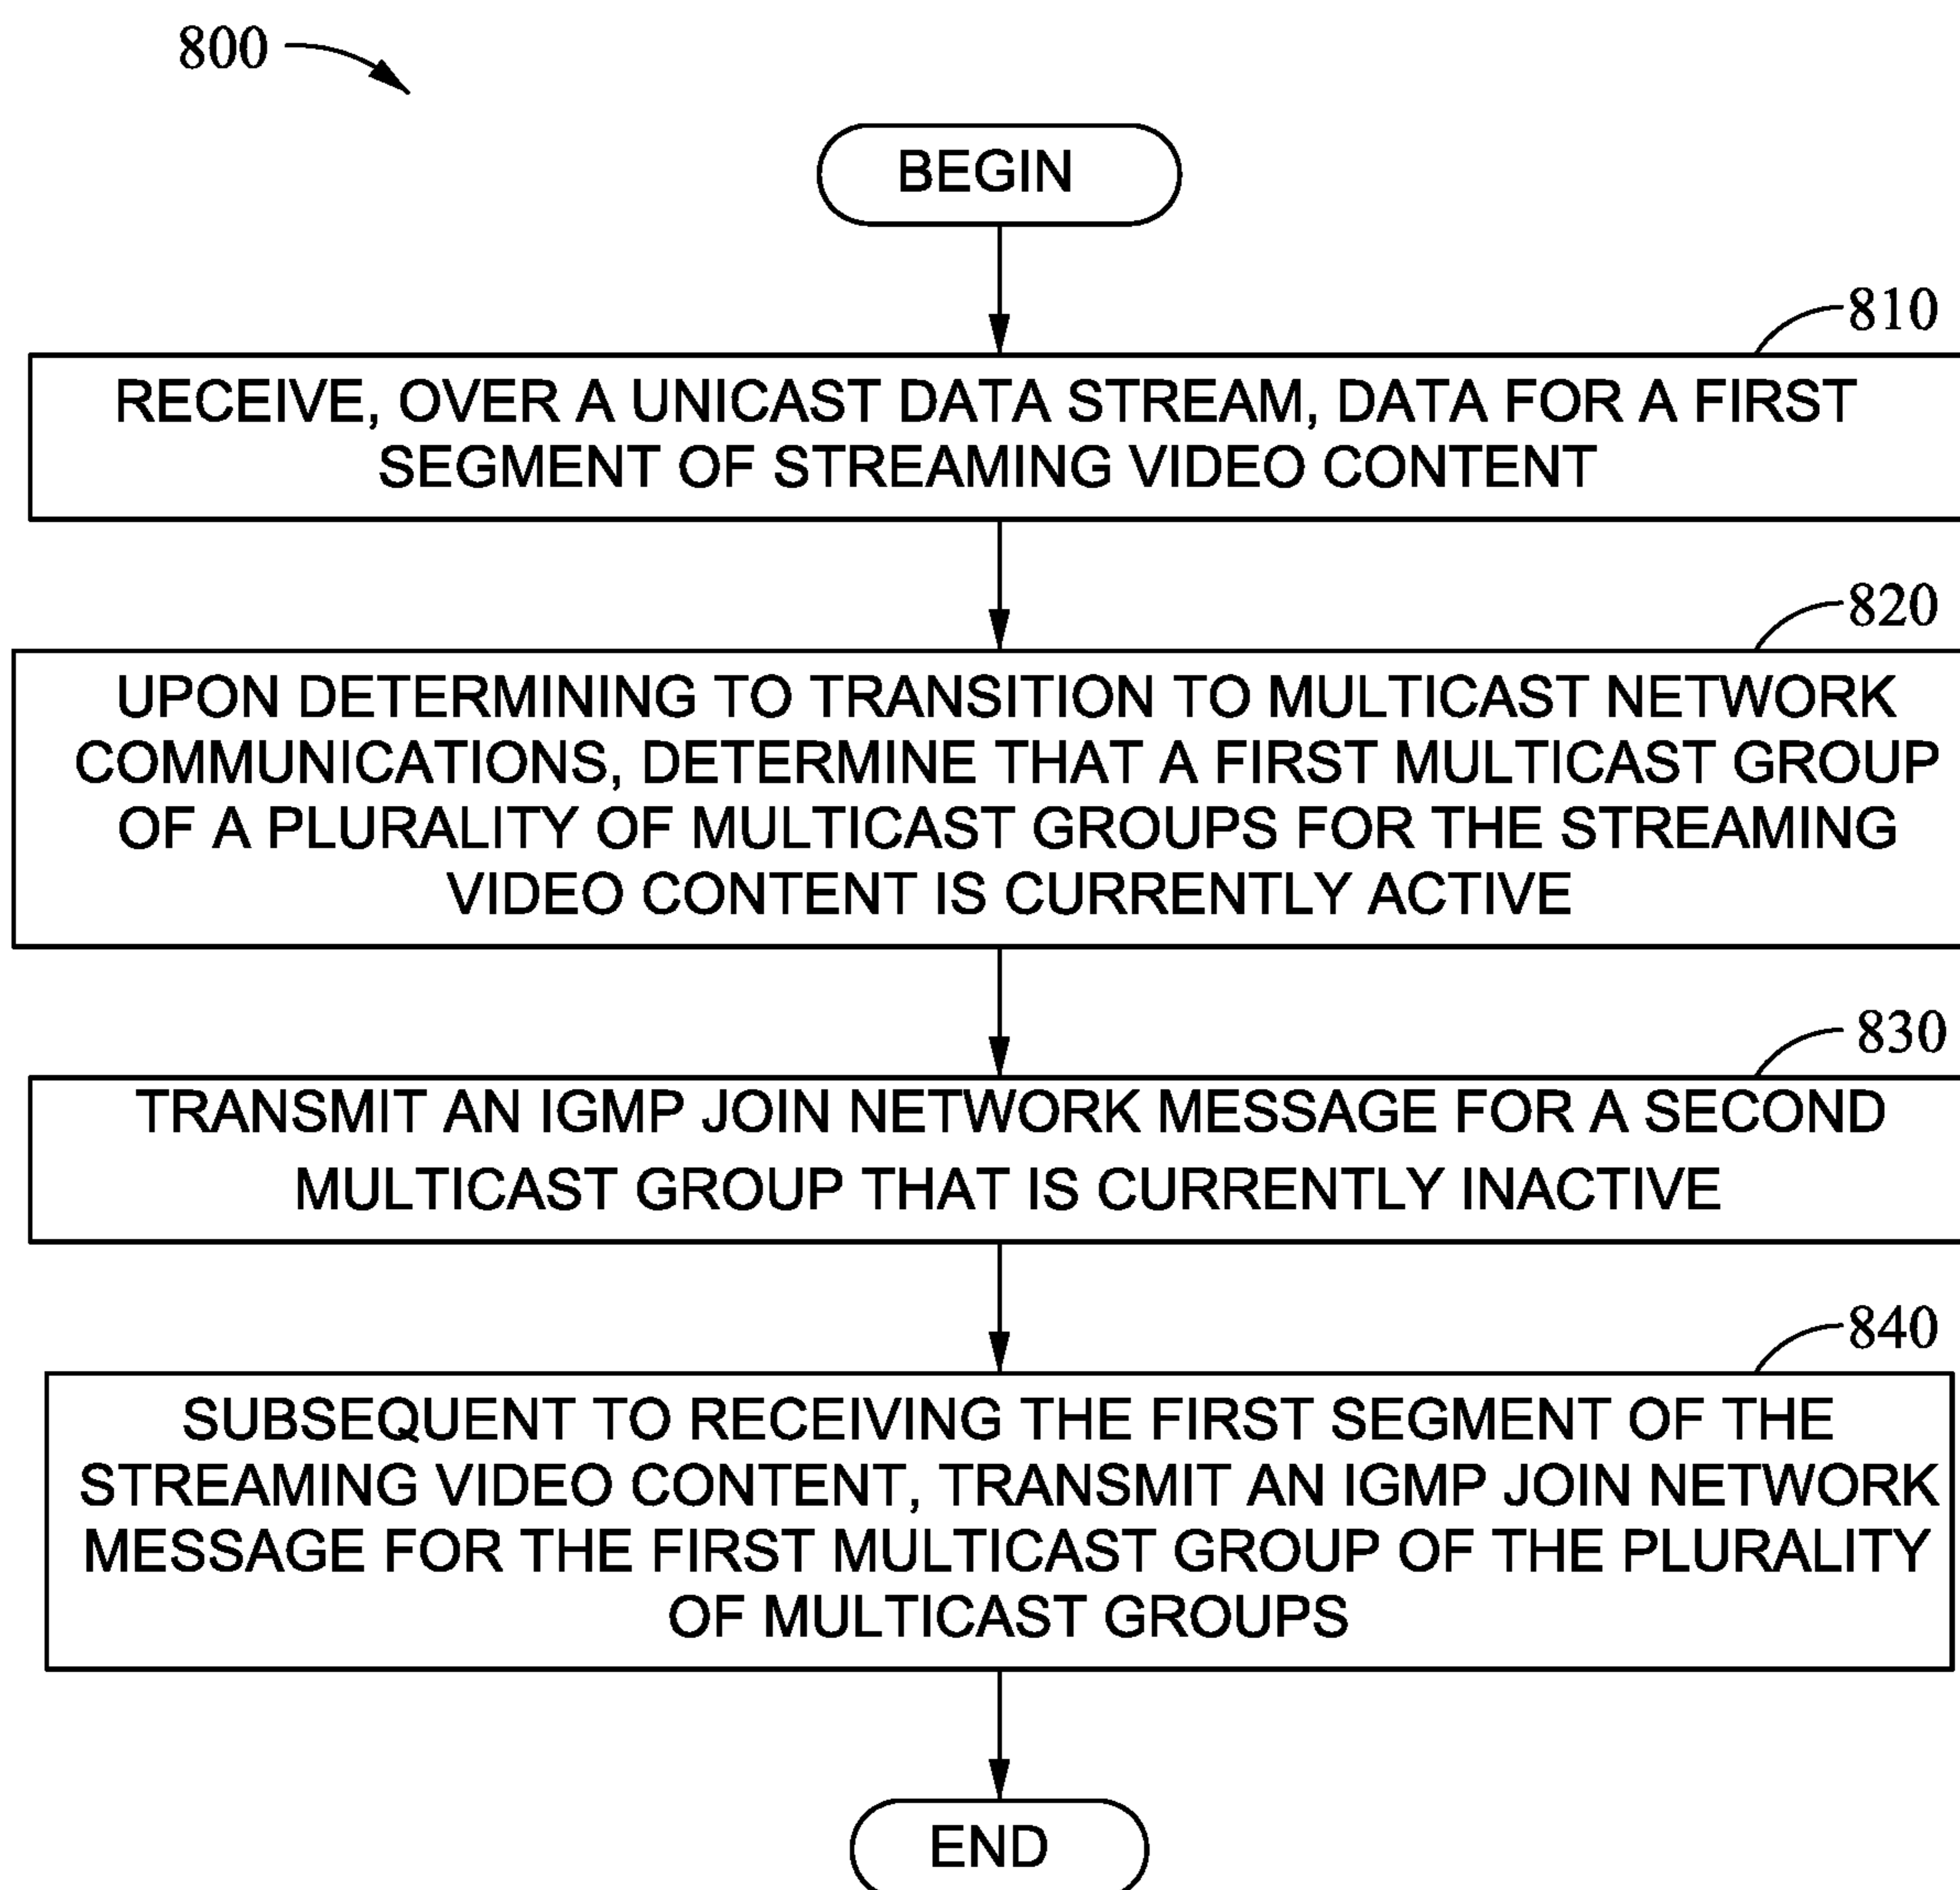 800
BEGIN
810
RECEIVE, OVER A UNICAST DATA STREAM, DATA FOR A FIRST
SEGMENT OF STREAMING VIDEO CONTENT
820
UPON DETERMINING TO TRANSITION TO MULTICAST NETWORK
COMMUNICATIONS, DETERMINE THAT A FIRST MULTICAST GROUP
OF A PLURALITY OF MULTICAST GROUPS FOR THE STREAMING
VIDEO CONTENT IS CURRENTLY ACTIVE
830
TRANSMIT AN IGMP JOIN NETWORK MESSAGE FOR A SECOND
MULTICAST GROUP THAT IS CURRENTLY INACTIVE
840
SUBSEQUENT TO RECEIVING THE FIRST SEGMENT OF THE
STREAMING VIDEO CONTENT, TRANSMIT AN IGMP JOIN NETWORK
MESSAGE FOR THE FIRST MULTICAST GROUP OF THE PLURALITY
OF MULTICAST GROUPS
END